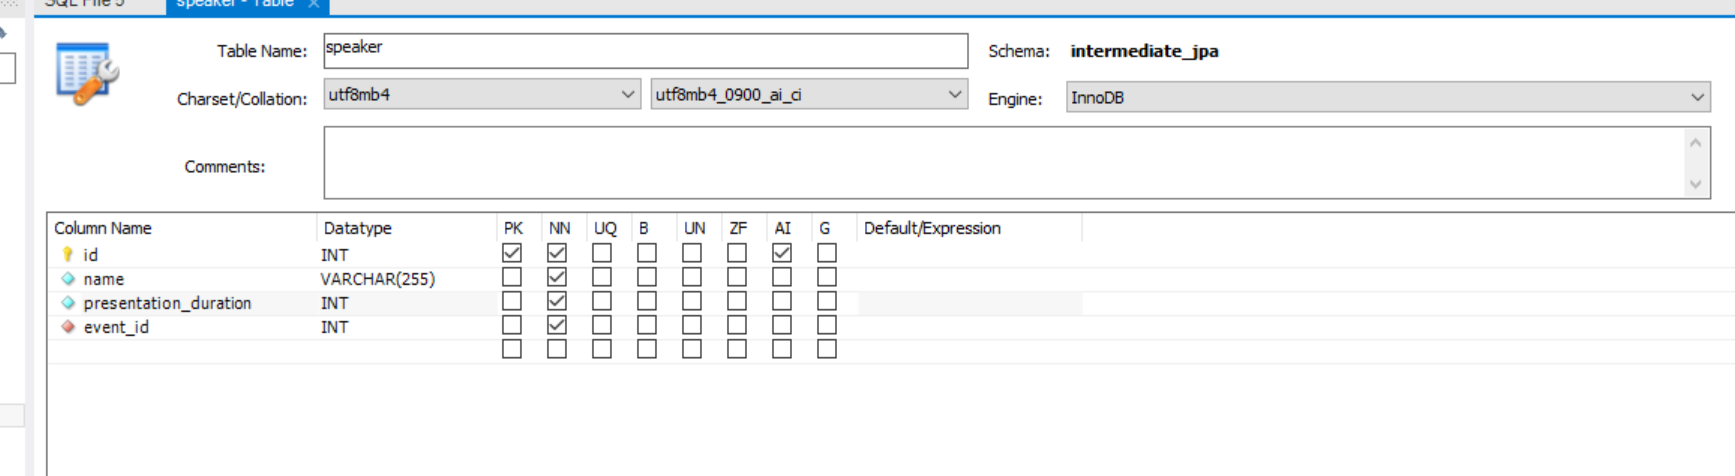 SQL File 5 speaker - Table
Table Name: speaker Schema: intermediate_jpa
Charset/Collation: utf8mb4 utf8mb4_0900_ai_ci Engine: InnoDB
Comments:
Column Name Datatype PK NN UQ B UN ZF AI G Default/Expression
id INT
name VARCHAR(255)
presentation_duration INT
event_id INT